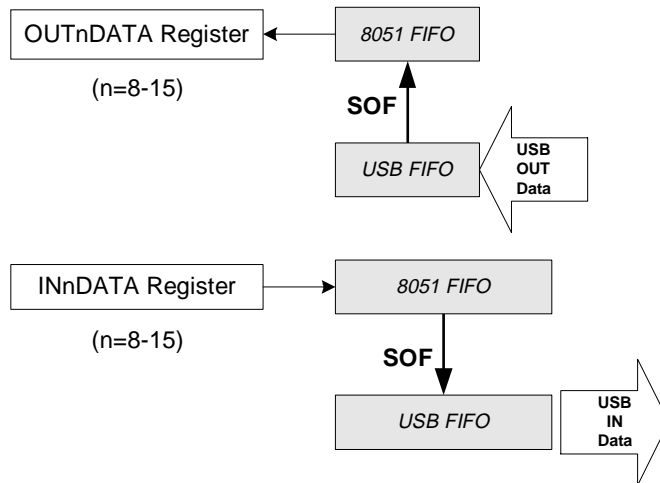 OUTnDATA Register
8051 FIFO
(n=8-15)
SOF
USB FIFO
USB
OUT
Data
INnDATA Register
8051 FIFO
(n=8-15)
SOF
USB FIFO
USB
IN
Data